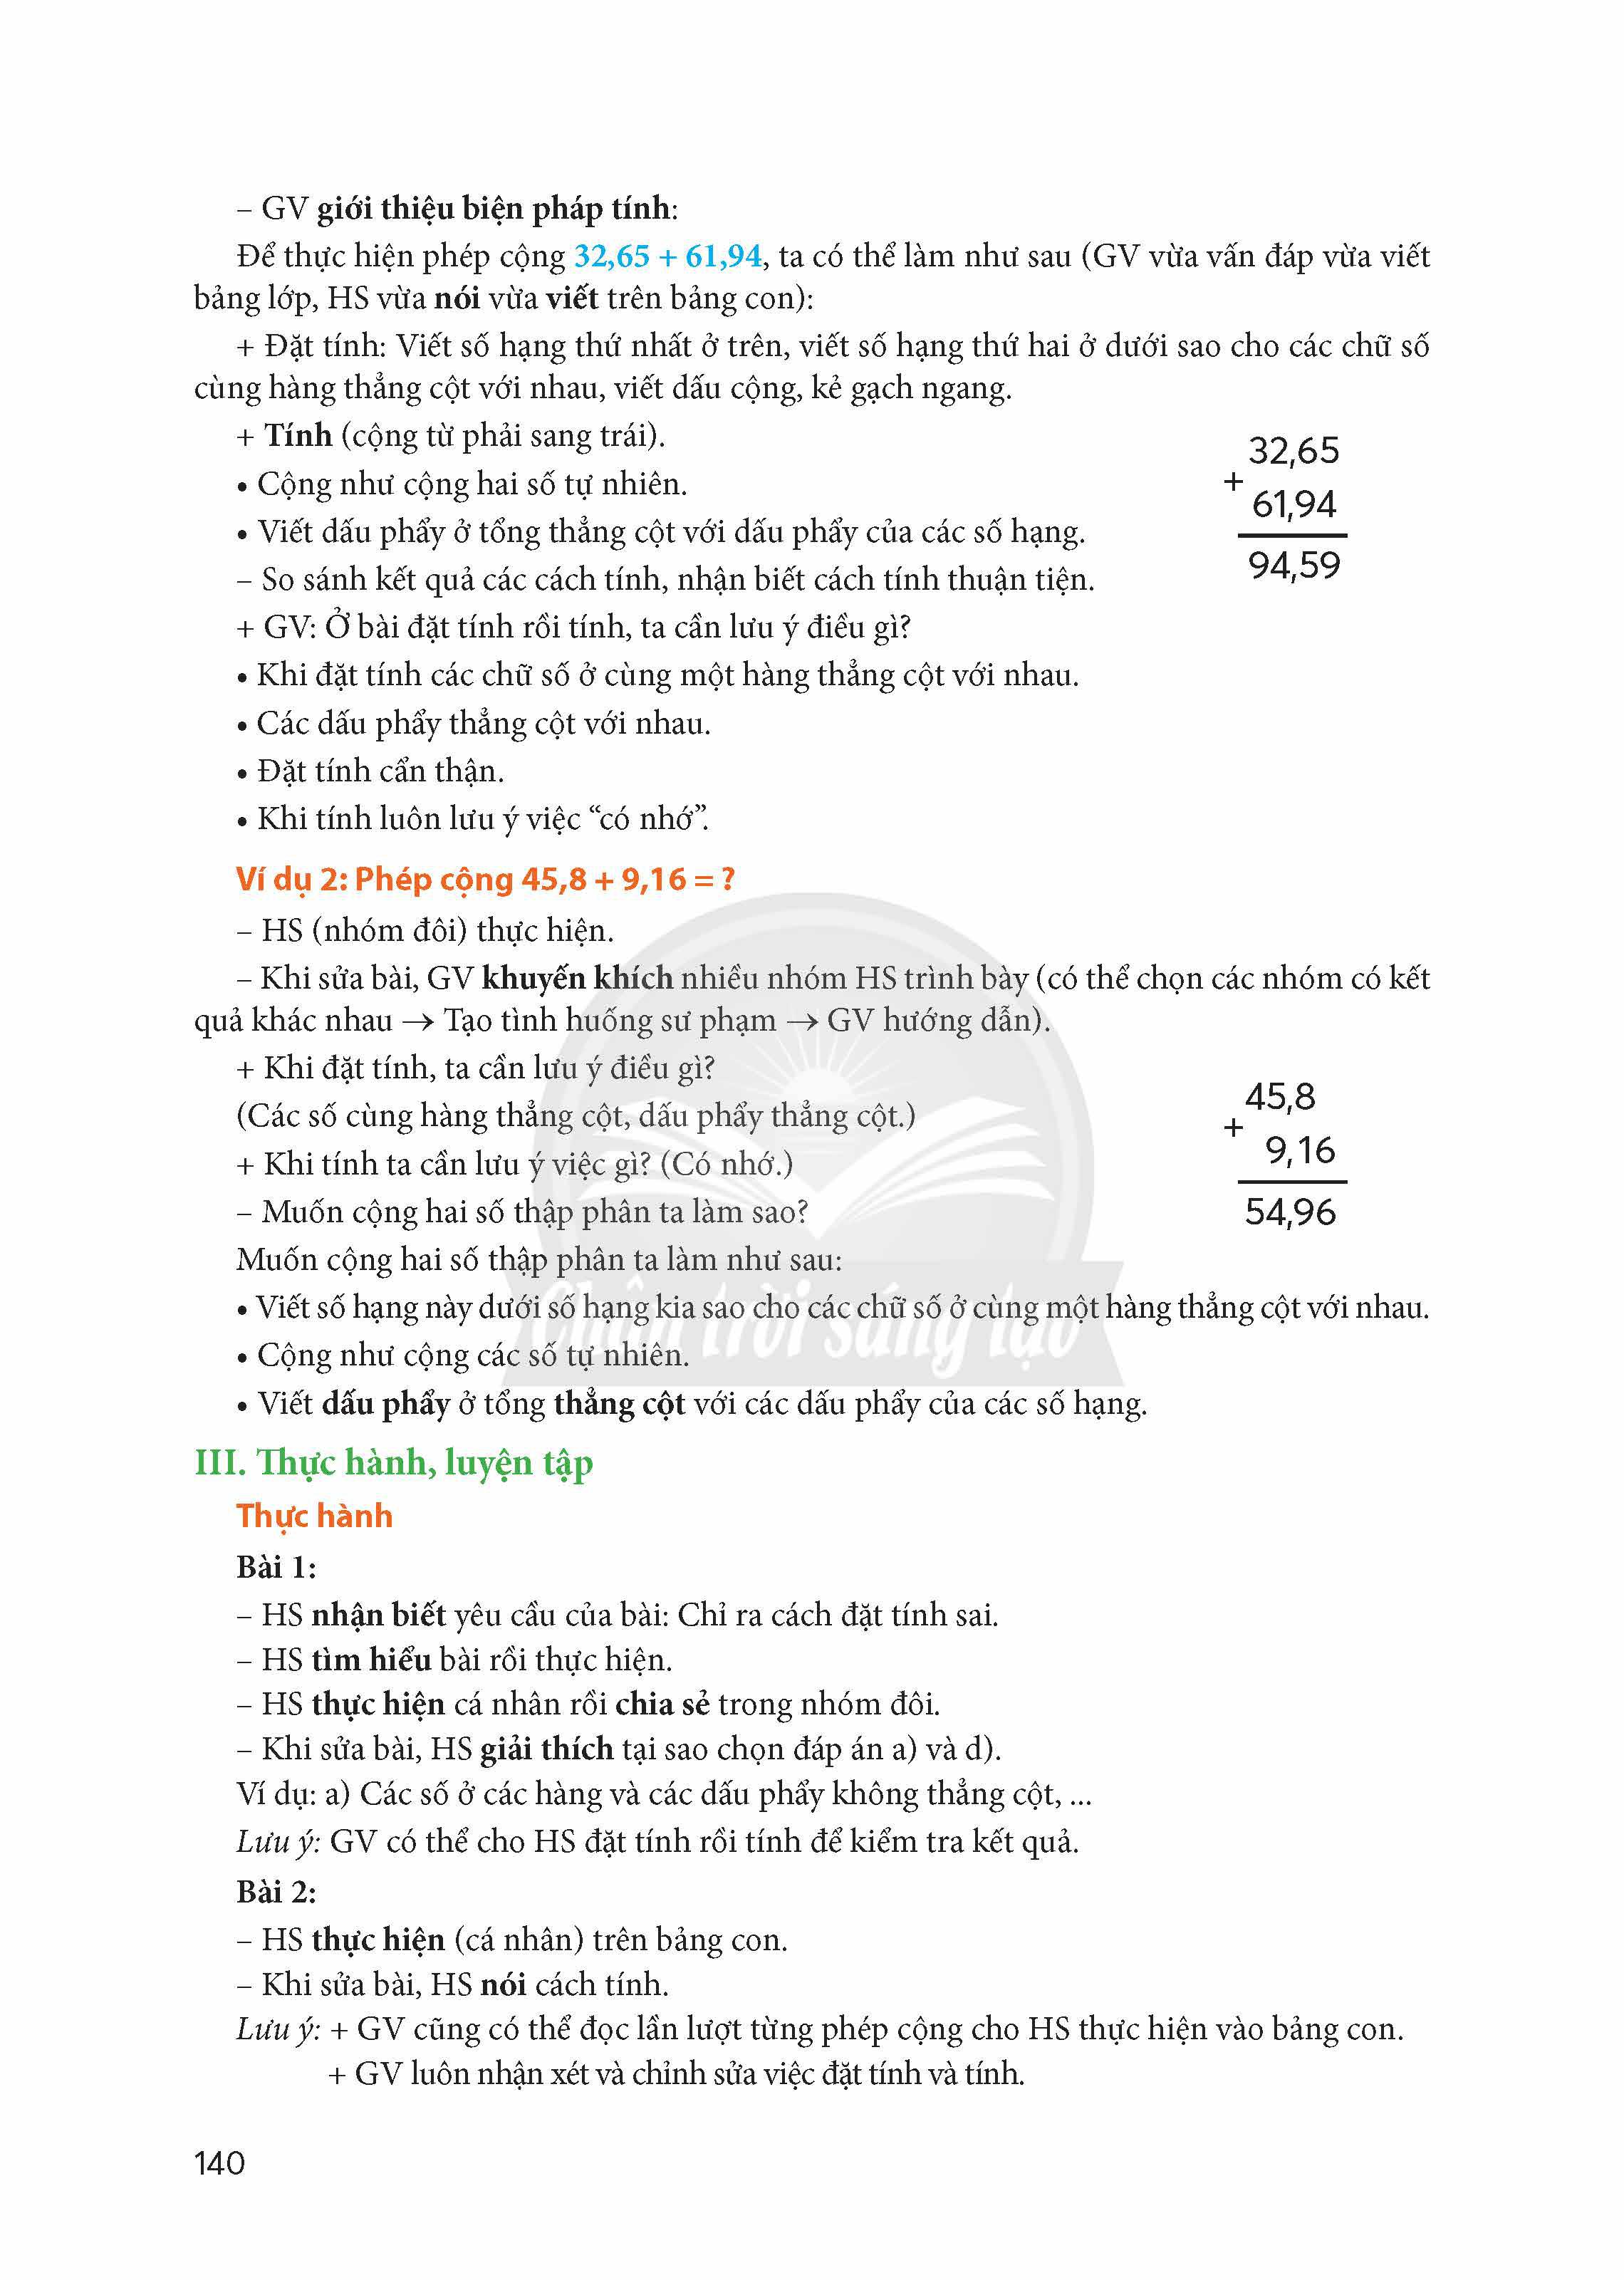 – GV giới thiệu biện pháp tính:
Để thực hiện phép cộng 32,65 + 61,94, ta có thể làm như sau (GV vừa vấn đáp vừa viết
bảng lớp, HS vừa nói vừa viết trên bảng con):
+ Đặt tính: Viết số hạng thứ nhất ở trên, viết số hạng thứ hai ở dưới sao cho các chữ số
cùng hàng thẳng cột với nhau, viết dấu cộng, kẻ gạch ngang.
+ Tính (cộng từ phải sang trái).
• Cộng như cộng hai số tự nhiên.
• Viết dấu phẩy ở tổng thẳng cột với dấu phẩy của các số hạng.
– So sánh kết quả các cách tính, nhận biết cách tính thuận tiện.
32,65
+
61,94
94,59
+ GV: Ở bài đặt tính rồi tính, ta cần lưu ý điều gì?
• Khi đặt tính các chữ số ở cùng một hàng thẳng cột với nhau.
• Các dấu phẩy thẳng cột với nhau.
• Đặt tính cẩn thận.
• Khi tính luôn lưu ý việc “có nhớ”.
Ví dụ 2: Phép cộng 45,8 + 9,16 = ?
– HS (nhóm đôi) thực hiện.
– Khi sửa bài, GV khuyến khích nhiều nhóm HS trình bày (có thể chọn các nhóm có kết
quả khác nhau → Tạo tình huống sư phạm → GV hướng dẫn).
+ Khi đặt tính, ta cần lưu ý điều gì?
(Các số cùng hàng thẳng cột, dấu phẩy thẳng cột.)
+ Khi tính ta cần lưu ý việc gì? (Có nhớ.)
– Muốn cộng hai số thập phân ta làm sao?
45,8
+
9,16
54,96
Muốn cộng hai số thập phân ta làm như sau:
• Viết số hạng này dưới số hạng kia sao cho các chữ số ở cùng một hàng thẳng cột với nhau.
• Cộng như cộng các số tự nhiên.
• Viết dấu phẩy ở tổng thẳng cột với các dấu phẩy của các số hạng.
Chân trời sáng tạo
III. Thực hành, luyện tập
Thực hành
Bài 1:
– HS nhận biết yêu cầu của bài: Chỉ ra cách đặt tính sai.
– HS tìm hiểu bài rồi thực hiện.
– HS thực hiện cá nhân rồi chia sẻ trong nhóm đôi.
– Khi sửa bài, HS giải thích tại sao chọn đáp án a) và d).
Ví dụ: a) Các số ở các hàng và các dấu phẩy không thẳng cột, ...
Lưu ý: GV có thể cho HS đặt tính rồi tính để kiểm tra kết quả.
Bài 2:
– HS thực hiện (cá nhân) trên bảng con.
– Khi sửa bài, HS nói cách tính.
Lưu ý: + GV cũng có thể đọc lần lượt từng phép cộng cho HS thực hiện vào bảng con.
+ GV luôn nhận xét và chỉnh sửa việc đặt tính và tính.
140